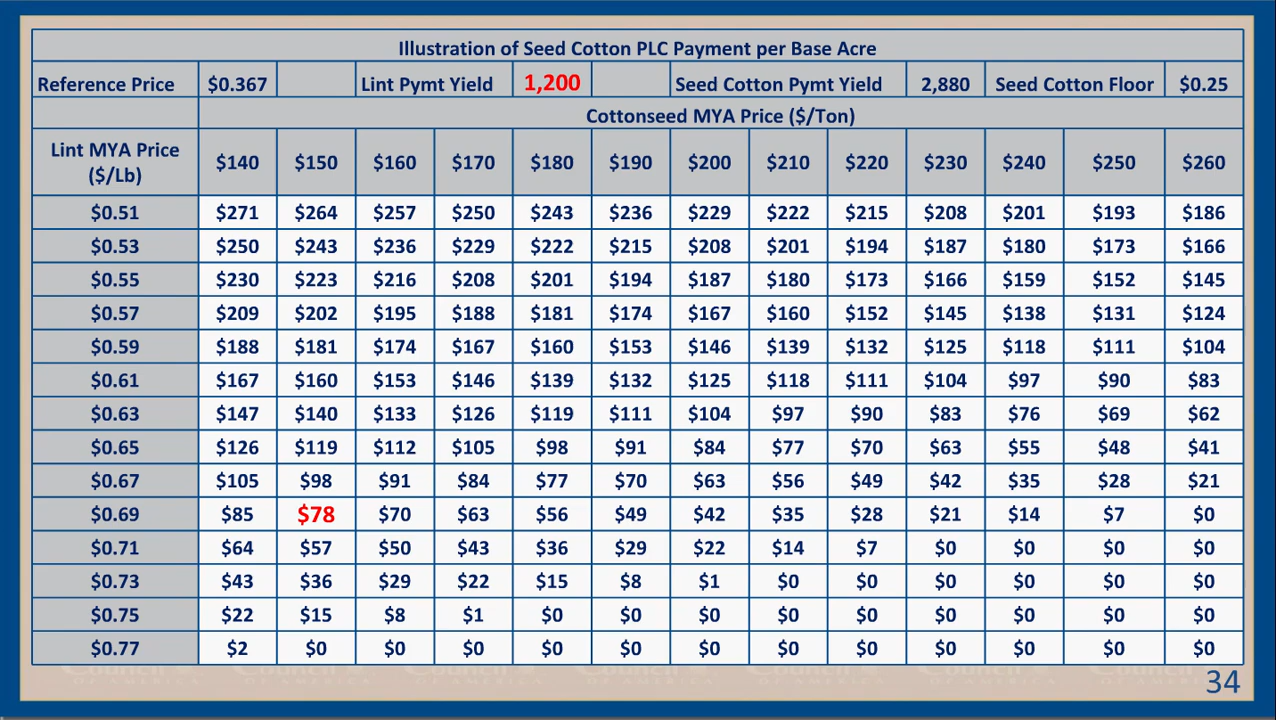 Illustration of Seed Cotton PLC Payment per Base Acre
Reference Price $0.367 Lint Pymt Yield 1,200 Seed Cotton Pymt Yield 2,880 Seed Cotton Floor $0.25
Cottonseed MYA Price ($/Ton)
Lint MYA Price
($/Lb) $140 $150 $160 $170 $180 $190 $200 $210 $220 $230 $240 $250 $260
$0.51 $271 $264 $257 $250 $243 $236 $229 $222 $215 $208 $201 $193 $186
$0.53 $250 $243 $236 $229 $222 $215 $208 $201 $194 $187 $180 $173 $166
$0.55 $230 $223 $216 $208 $201 $194 $187 $180 $173 $166 $159 $152 $145
$0.57 $209 $202 $195 $188 $181 $174 $167 $160 $152 $145 $138 $131 $124
$0.59 $188 $181 $174 $167 $160 $153 $146 $139 $132 $125 $118 $111 $104
$0.61 $167 $160 $153 $146 $139 $132 $125 $118 $111 $104 $97 $90 $83
$0.63 $147 $140 $133 $126 $119 $111 $104 $97 $90 $83 $76 $69 $62
$0.65 $126 $119 $112 $105 $98 $91 $84 $77 $70 $63 $55 $48 $41
$0.67 $105 $98 $91 $84 $77 $70 $63 $56 $49 $42 $35 $28 $21
$0.69 $85 $78 $70 $63 $56 $49 $42 $35 $28 $21 $14 $7 $0
$0.71 $64 $57 $50 $43 $36 $29 $22 $14 $7 $0 $0 $0 $0
$0.73 $43 $36 $29 $22 $15 $8 $1 $0 $0 $0 $0 $0 $0
$0.75 $22 $15 $8 $1 $0 $0 $0 $0 $0 $0 $0 $0 $0
$0.77 $2 $0 $0 $0 $0 $0 $0 $0 $0 $0 $0 $0 $0
34